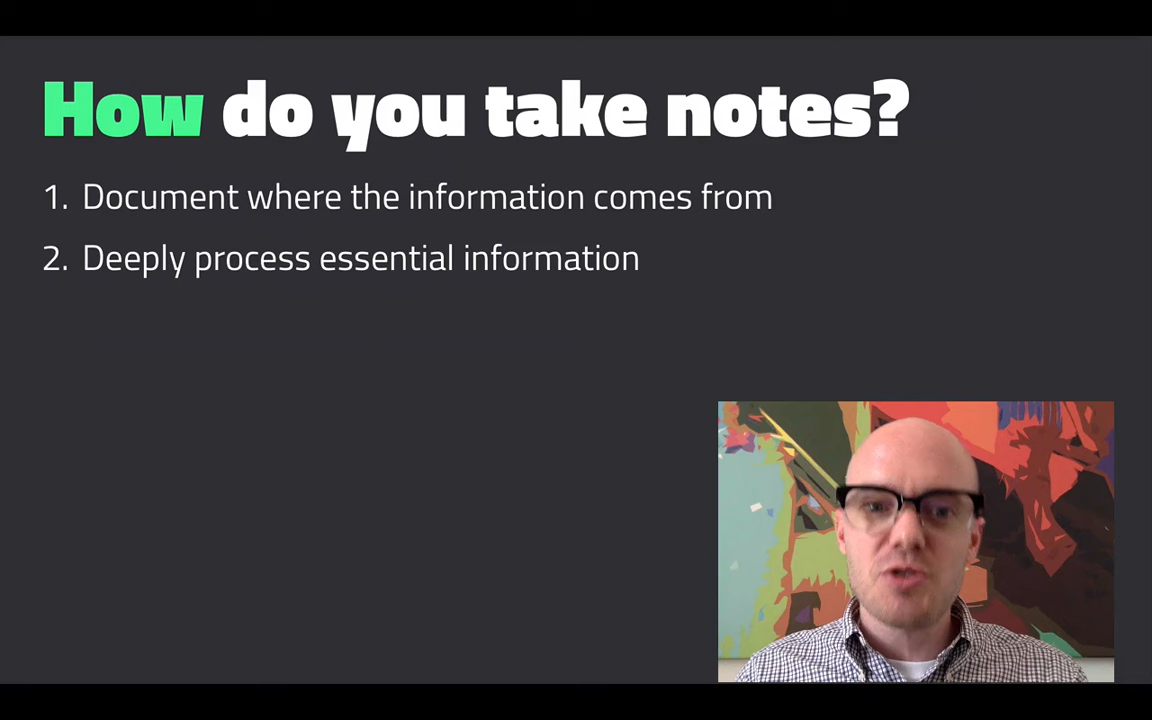 How do you take notes?
1. Document where the information comes from
2. Deeply process essential information